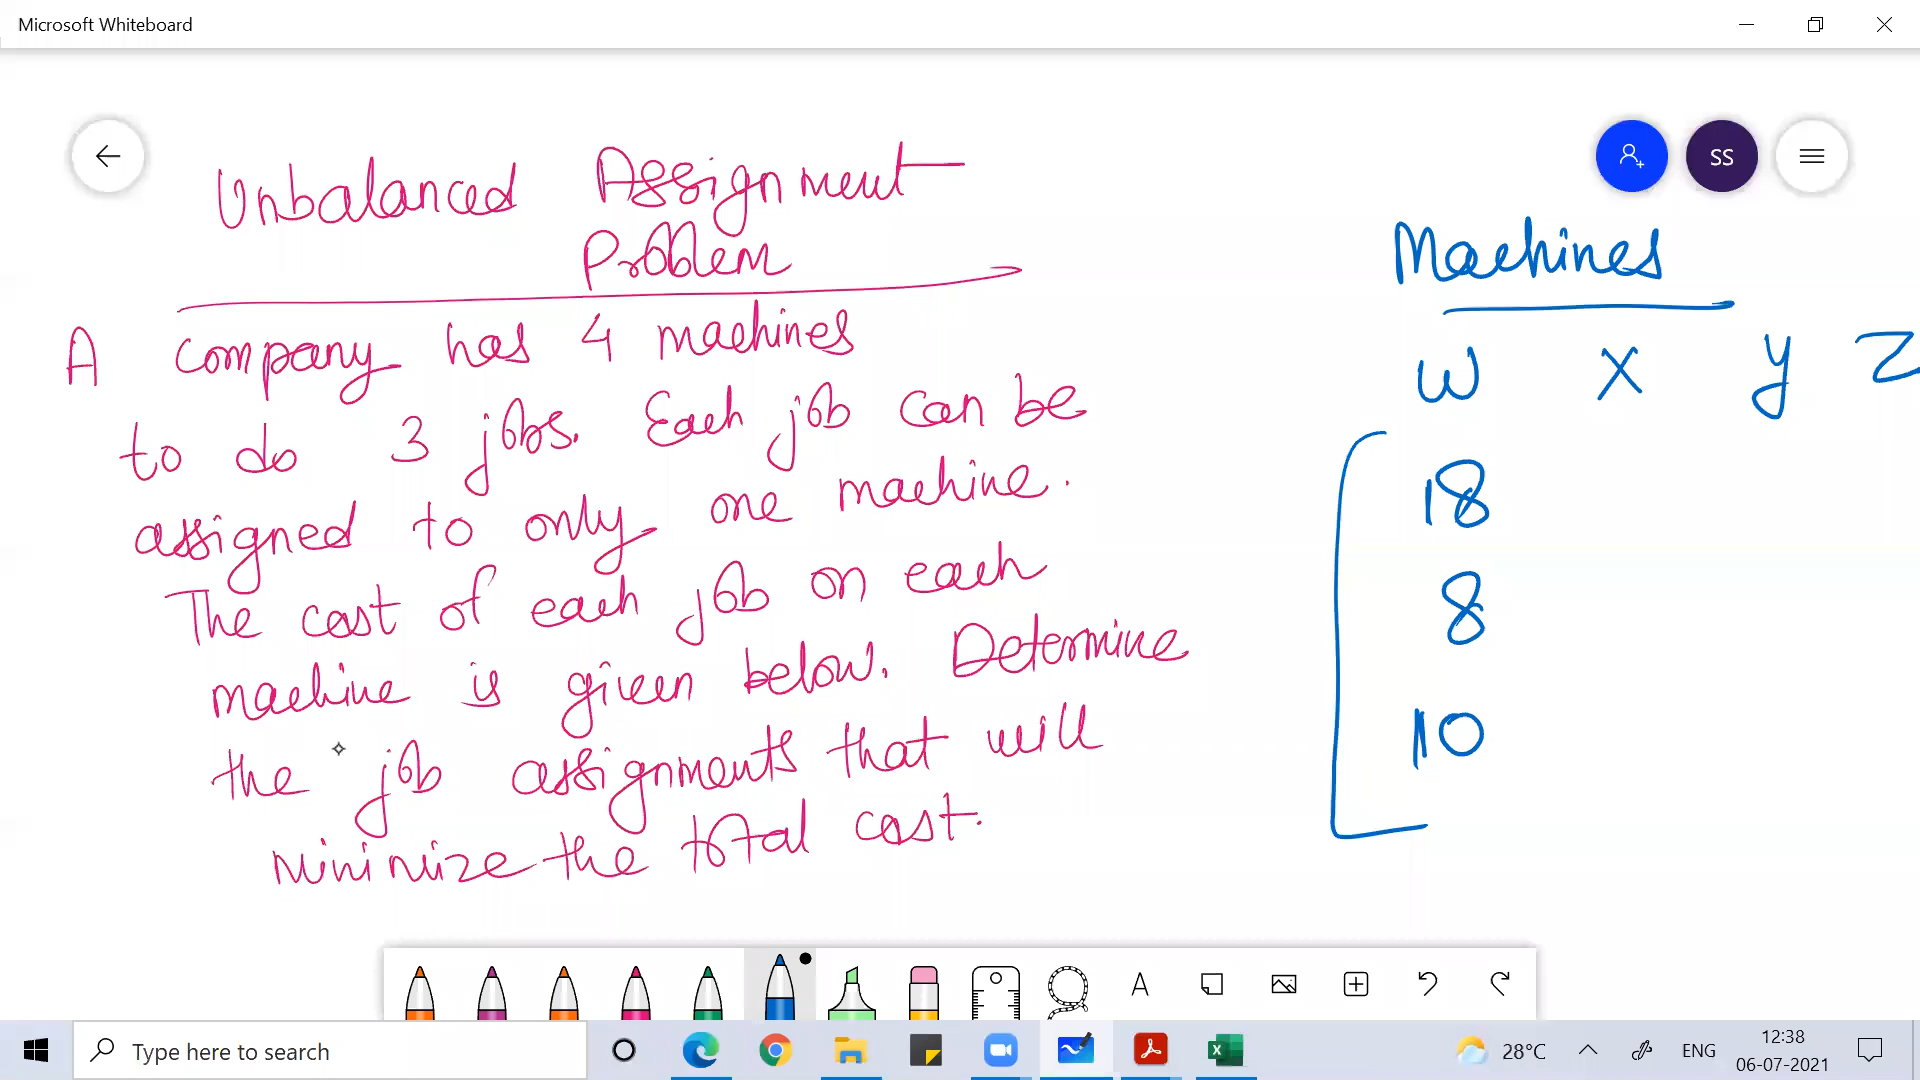 Microsoft Whiteboard
SS
Unbalanced Assignment
Problem
A company has 4 machines
to do 3 jobs. Each job can be
assigned to only one machine.
The cost of each job on each
machine is given below. Determine
the job assignments that will
minimize the total cost.
Machines
W X Y Z
18
8
10
A
Type here to search
28°C
ENG
12:38
06-07-2021